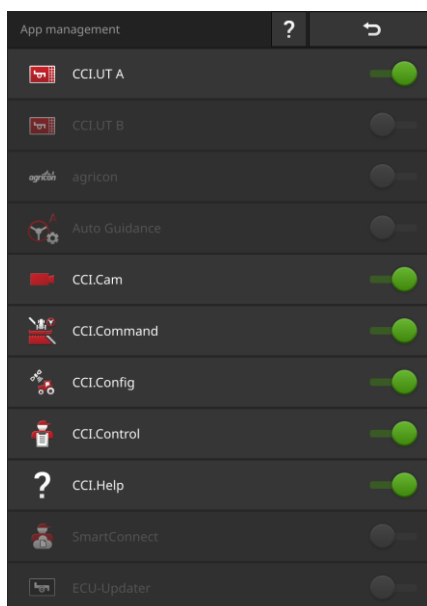 App management ?
CCI.UT A
CCI.UT B
agricon agricon
A Auto Guidance
CCI.Cam
CCI.Command
CCI.Config
CCI.Control
? CCI.Help
SmartConnect
ECU-Updater